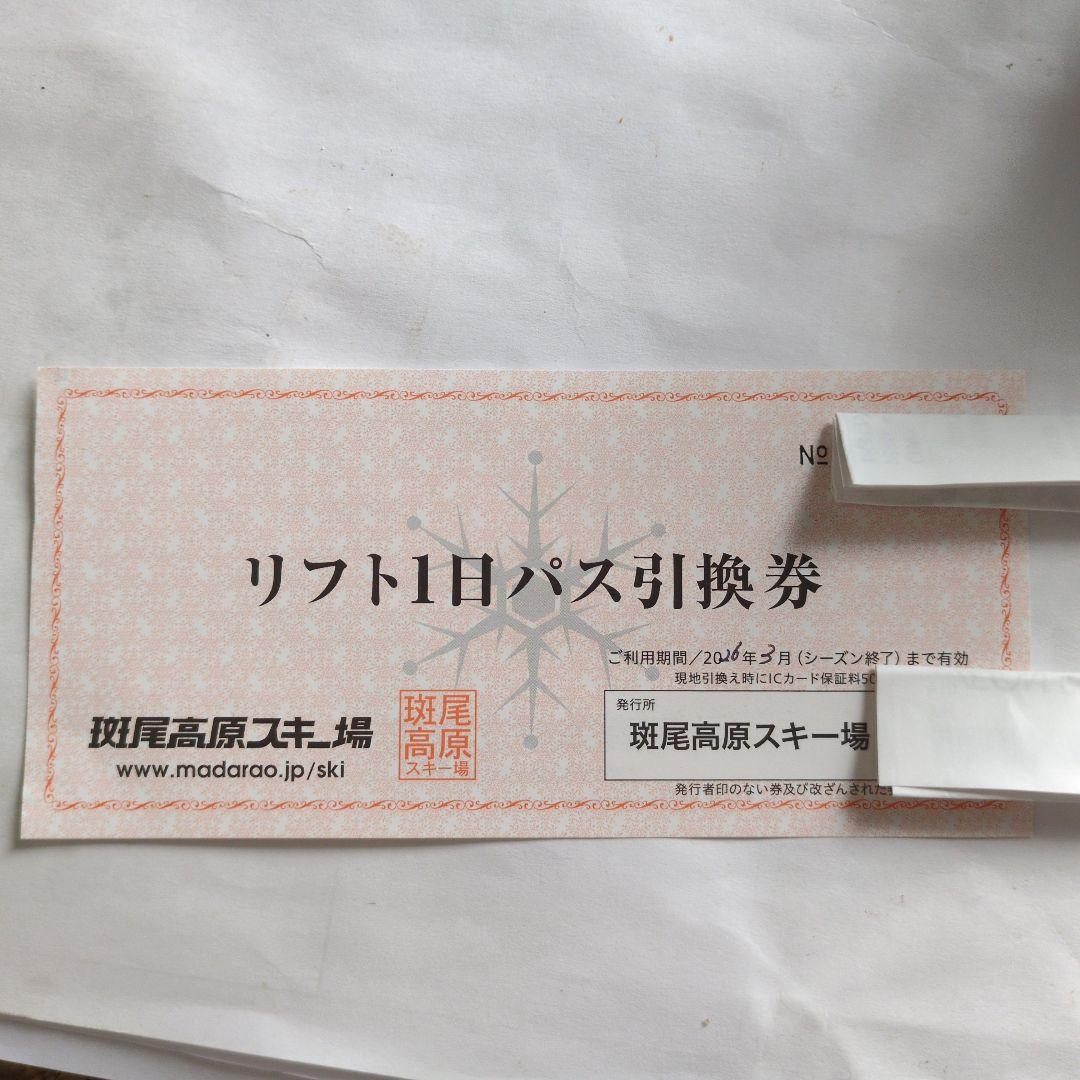 №
リフト1日パス引換券
ご利用期間／2026年3月（シーズン終了）まで有効
現地引換え時にICカード保証料50
斑尾高原スキー場
www.madarao.jp/ski
斑尾
高原
スキー場
発行所
斑尾高原スキー場
発行者印のない券及び改ざんされた